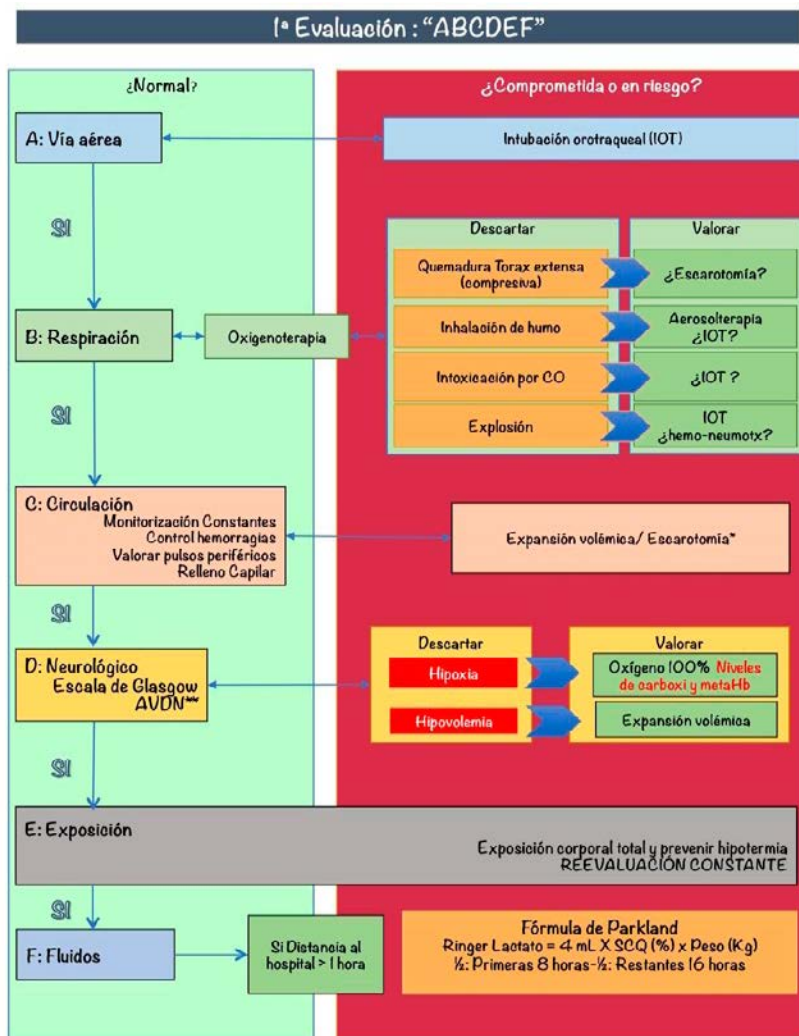 1ª Evaluación : “ABCDEF”
¿Normal?
¿Comprometida o en riesgo?
A: Vía aérea
Intubación orotraqueal (IOT)
SI
Descartar
Valorar
Quemadura Torax extensa
(compresiva)
¿Escarotomía?
B: Respiración
Oxigenoterapia
Inhalación de humo
Aerosolterapia
¿IOT?
Intoxicación por CO
¿IOT ?
Explosión
IOT
¿hemo-neumotx?
SI
C: Circulación
Monitorización Constantes
Control hemorragias
Valorar pulsos periféricos
Relleno Capilar
Expansión volémica/ Escarotomía*
SI
D: Neurológico
Escala de Glasgow
AVDN***
Descartar
Valorar
Hipoxia
Oxígeno 100% Niveles
de carboxi y metaHb
Hipovolemia
Expansión volémica
SI
E: Exposición
Exposición corporal total y prevenir hipotermia
REEVALUACIÓN CONSTANTE
SI
F: Fluidos
Si Distancia al
hospital > 1 hora
Fórmula de Parkland
Ringer Lactato = 4 mL X SCQ (%) x Peso (Kg)
½: Primeras 8 horas-½: Restantes 16 horas